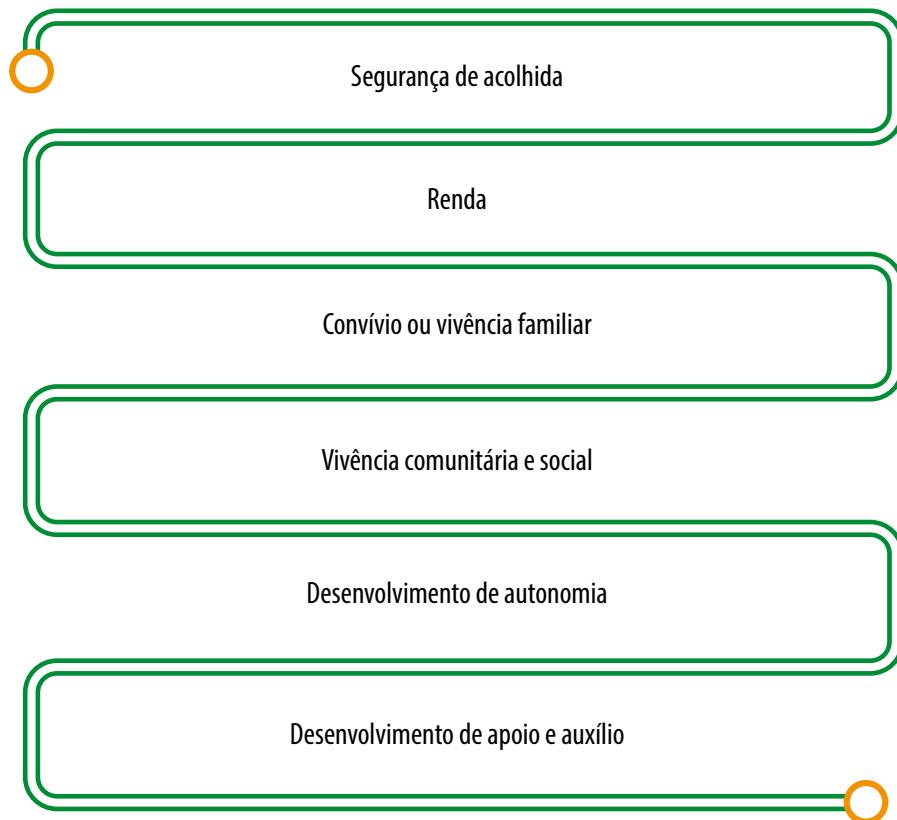 Segurança de acolhida
Renda
Convívio ou vivência familiar
Vivência comunitária e social
Desenvolvimento de autonomia
Desenvolvimento de apoio e auxílio